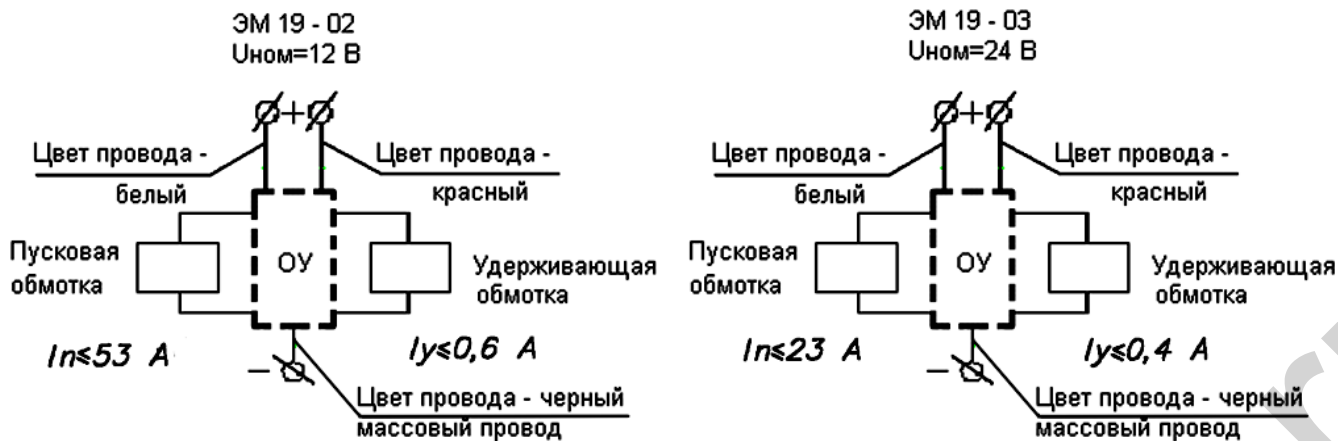 ЭМ 19 - 02
Uном=12 В
+
Цвет провода -
белый
Цвет провода -
красный
Пусковая
обмотка
ОУ
Удерживающая
обмотка
Iп≤53 А
Iу≤0,6 А
−
Цвет провода - черный
массовый провод
ЭМ 19 - 03
Uном=24 В
+
Цвет провода -
белый
Цвет провода -
красный
Пусковая
обмотка
ОУ
Удерживающая
обмотка
Iп≤23 А
Iу≤0,4 А
−
Цвет провода - черный
массовый провод